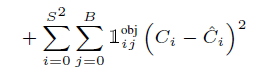 + \sum_{i=0}^{S^2} \sum_{j=0}^{B} \mathbb{1}_{ij}^{\text{obj}} \left( C_i - \hat{C}_i \right)^2